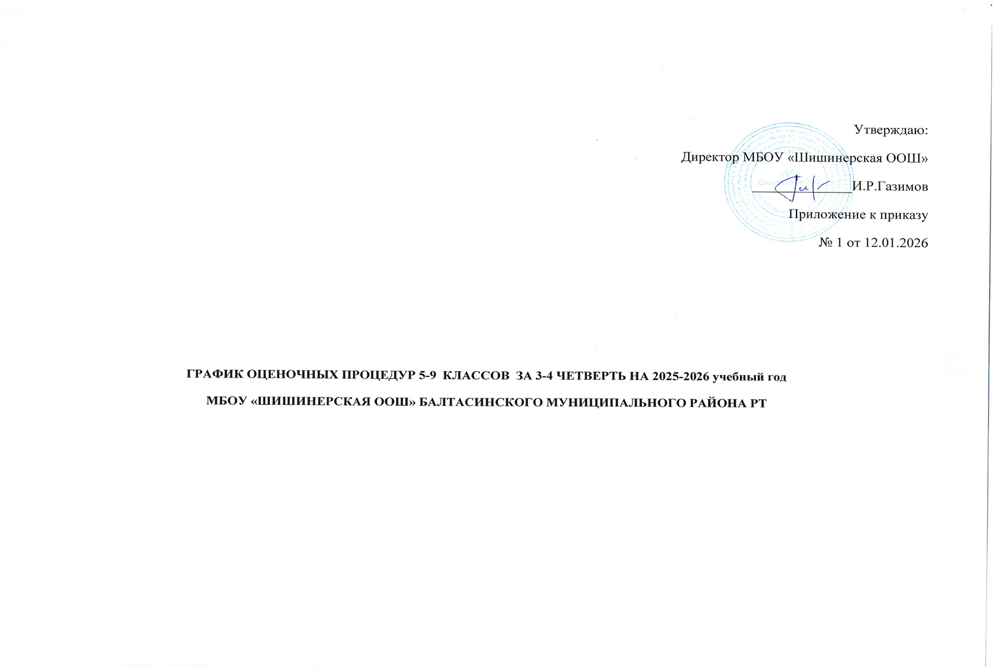 Утверждаю:
Директор МБОУ «Шишинерская ООШ»
И.Р.Газимов
Приложение к приказу
№ 1 от 12.01.2026
ГРАФИК ОЦЕНОЧНЫХ ПРОЦЕДУР 5-9 КЛАССОВ ЗА 3-4 ЧЕТВЕРТЬ НА 2025-2026 учебный год
МБОУ «ШИШИНЕРСКАЯ ООШ» БАЛТАСИНСКОГО МУНИЦИПАЛЬНОГО РАЙОНА РТ